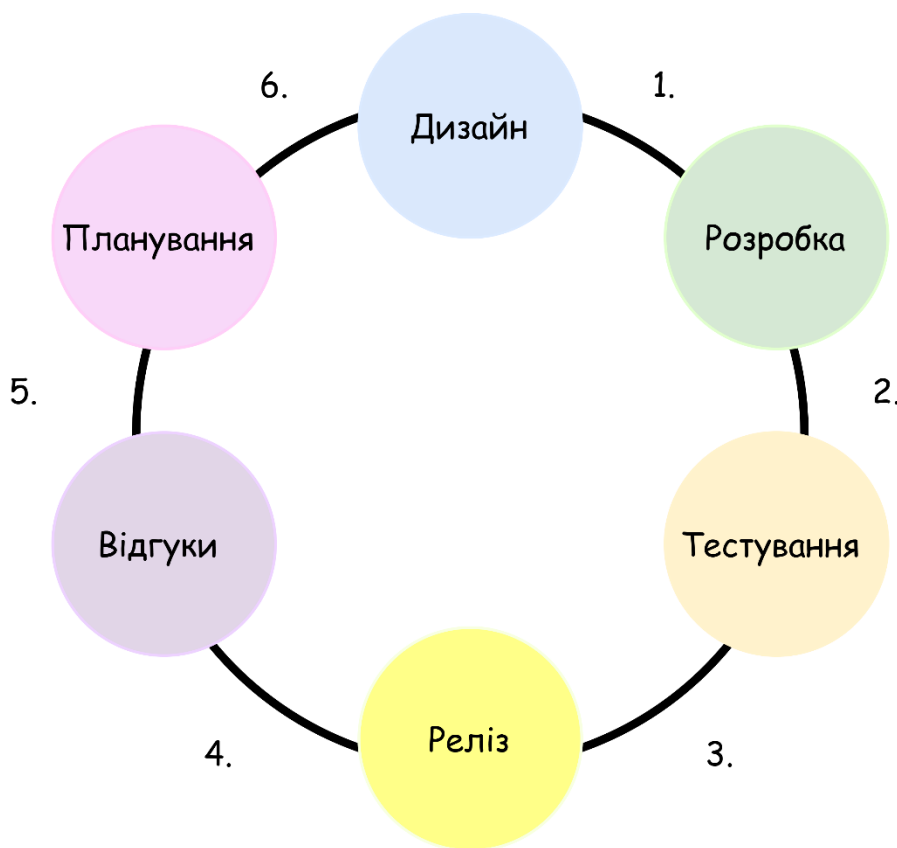 6.
1.
Дизайн
Планування
Розробка
5.
2.
Відгуки
Тестування
Реліз
4.
3.